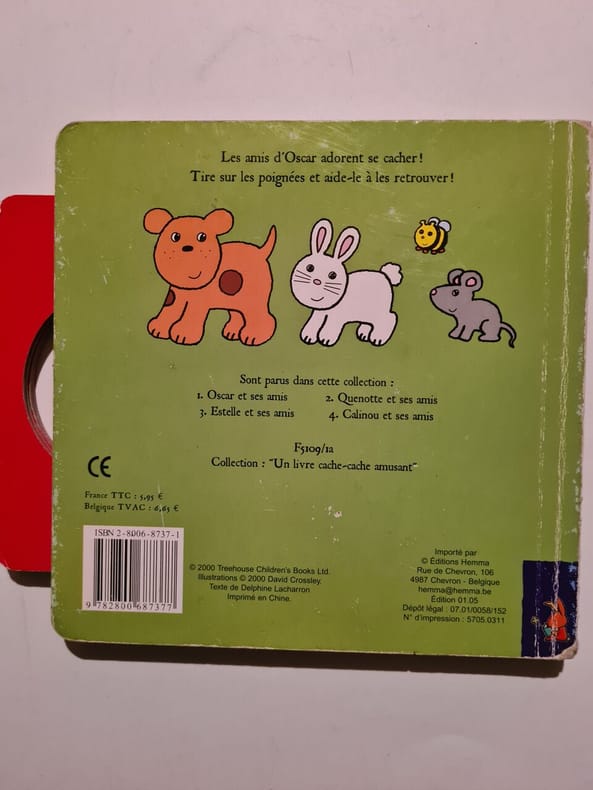 Les amis d'Oscar adorent se cacher !
Tire sur les poignées et aide-le à les retrouver !
Sont parus dans cette collection :
1. Oscar et ses amis 2. Quenotte et ses amis
3. Estelle et ses amis 4. Calinou et ses amis
F5109/1a
Collection : "Un livre cache-cache amusant"
CE
France TTC : 5,95 €
Belgique TVAC : 6,65 €
ISBN 2-8006-8737-1
9 782800 687377
© 2000 Treehouse Children's Books Ltd.
Illustrations © 2000 David Crossley.
Texte de Delphine Lacharron
Imprimé en Chine.
Importé par
© Éditions Hemma
Rue de Chevron, 106
4987 Chevron - Belgique
hemma@hemma.be
Édition 01.05
Dépôt légal : 07.01/0058/152
N° d'impression : 5705.0311